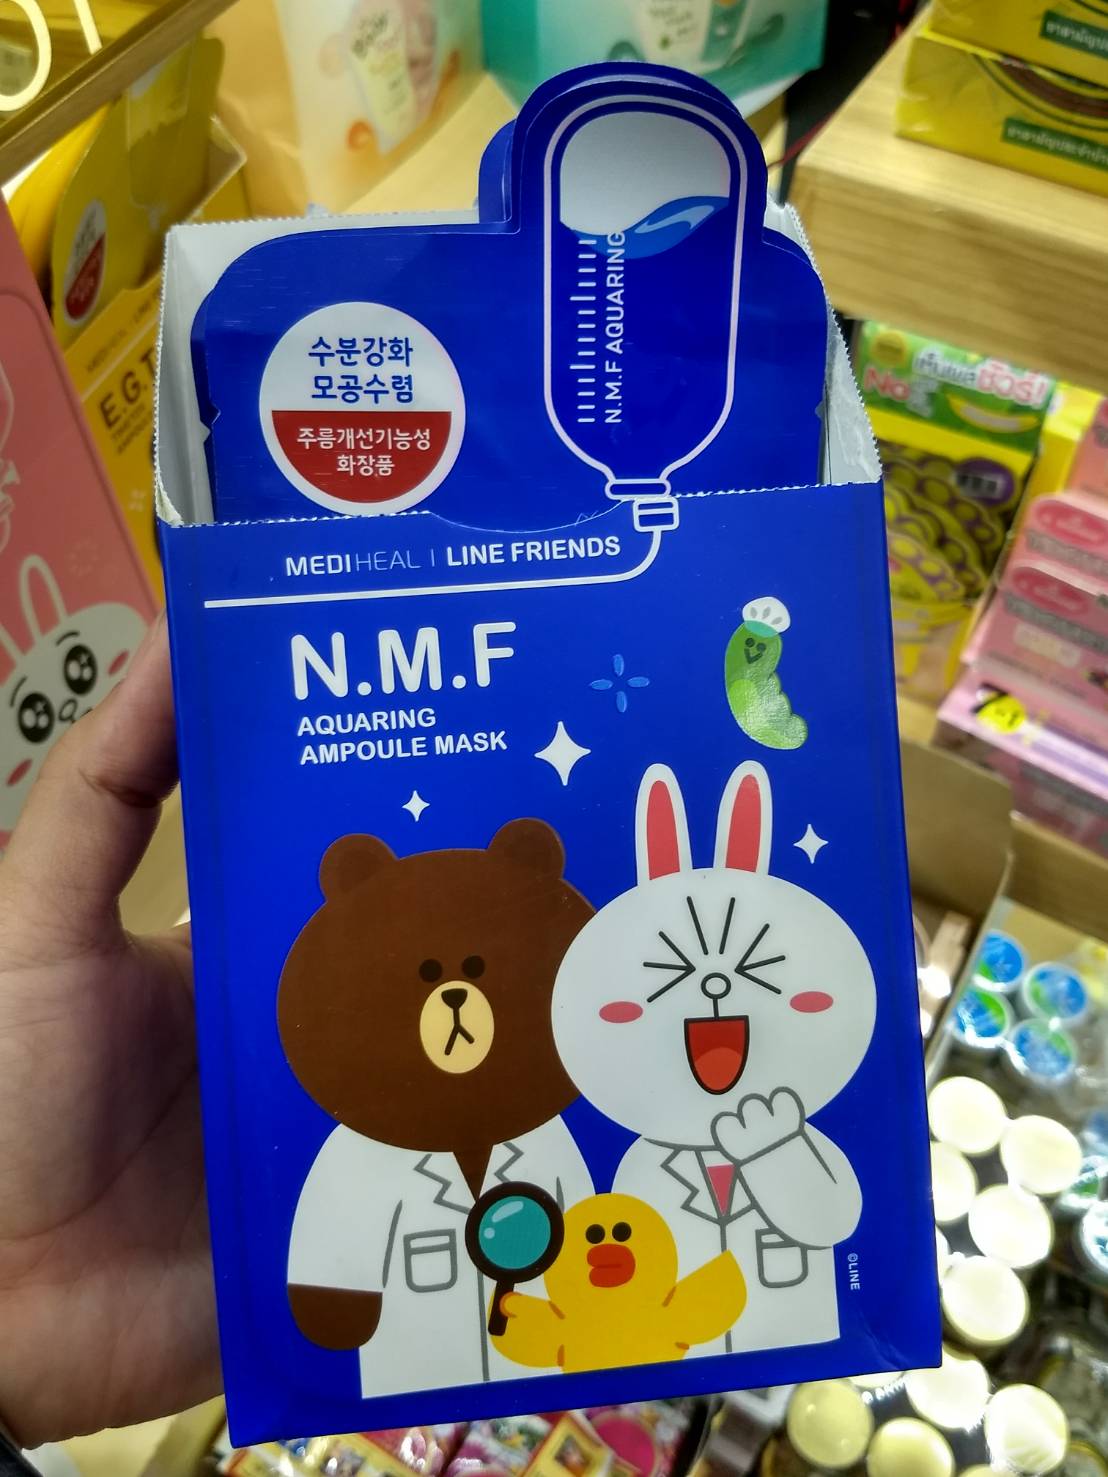 N.M.F AQUARING
수분강화
모공수렴
주름개선기능성
화장품
MEDIHEAL | LINE FRIENDS
N.M.F
AQUARING
AMPOULE MASK
©LINE
E.G.T